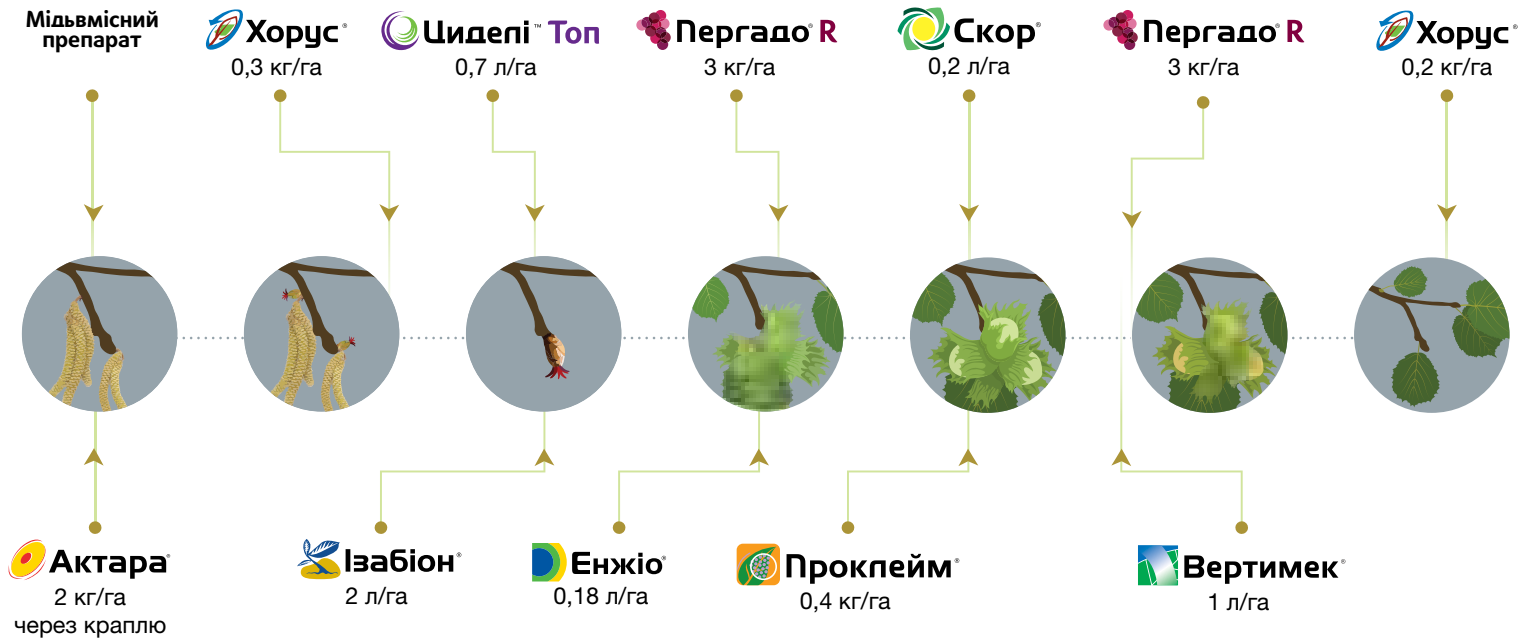 Мідьвмісний
препарат
Хорус®
0,3 кг/га
Циделі™ Топ
0,7 л/га
Пергадо® R
3 кг/га
Скор®
0,2 л/га
Пергадо® R
3 кг/га
Хорус®
0,2 кг/га
Актара®
2 кг/га
через краплю
Ізабіон®
2 л/га
Енжіо®
0,18 л/га
Проклейм®
0,4 кг/га
Вертимек®
1 л/га